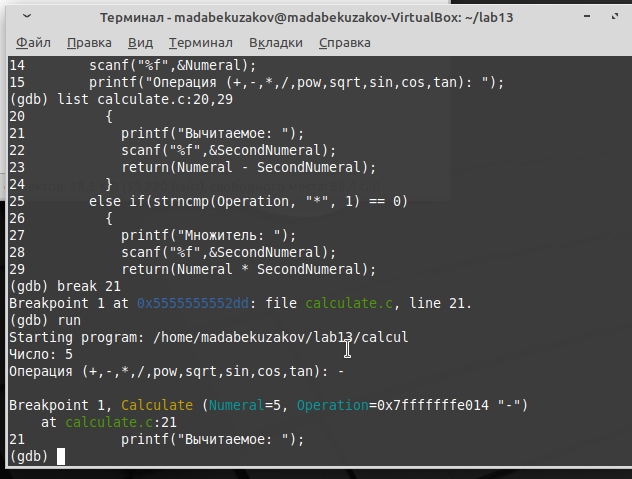 Терминал - madabekuzakov@madabekuzakov-VirtualBox: ~/lab13
Файл Правка Вид Терминал Вкладки Справка
14        scanf("%f",&Numeral);
15        printf("Операция (+,-,*,/,pow,sqrt,sin,cos,tan): ");
(gdb) list calculate.c:20,29
20          {
21            printf("Вычитаемое: ");
22            scanf("%f",&SecondNumeral);
23            return(Numeral - SecondNumeral);
24          }
25        else if(strncmp(Operation, "*", 1) == 0)
26          {
27            printf("Множитель: ");
28            scanf("%f",&SecondNumeral);
29            return(Numeral * SecondNumeral);
(gdb) break 21
Breakpoint 1 at 0x5555555552dd: file calculate.c, line 21.
(gdb) run
Starting program: /home/madabekuzakov/lab13/calcul
Число: 5
Операция (+,-,*,/,pow,sqrt,sin,cos,tan): -
Breakpoint 1, Calculate (Numeral=5, Operation=0x7fffffffe014 "-")
    at calculate.c:21
21            printf("Вычитаемое: ");
(gdb)